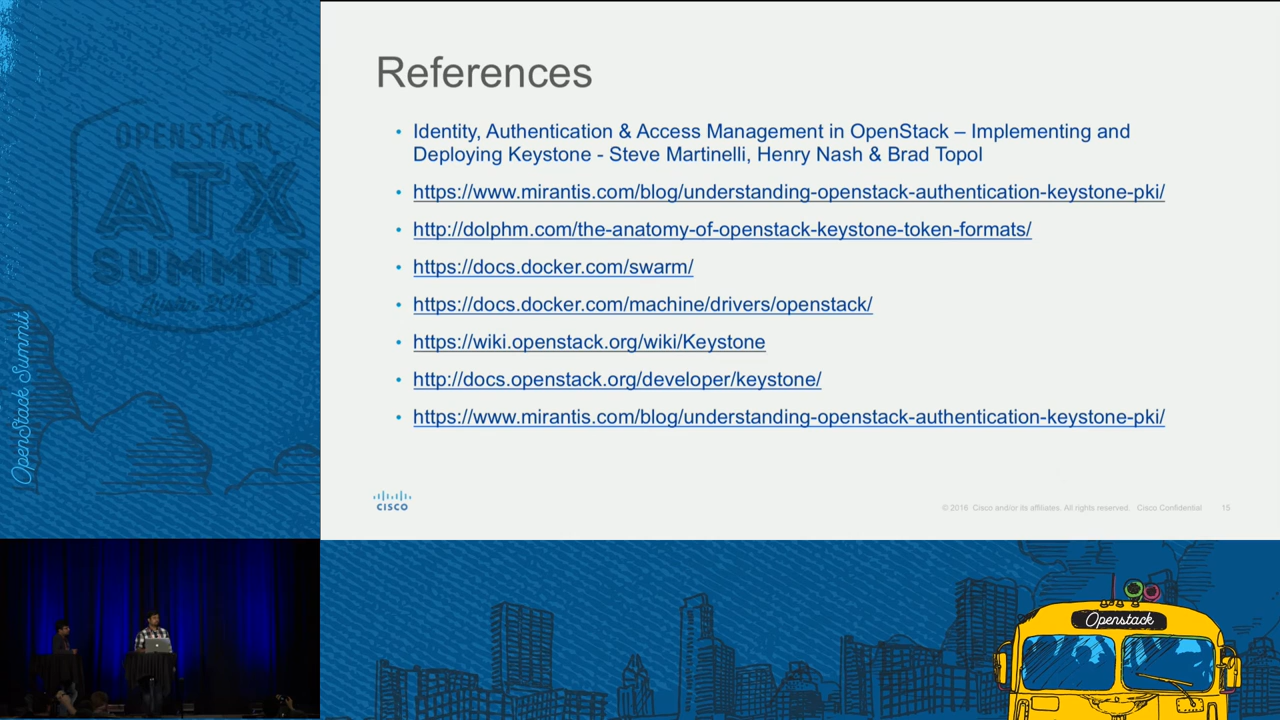 OPENSTACK
ATX
SUMMIT
Austin 2016
OpenStack Summit
References
• Identity, Authentication & Access Management in OpenStack – Implementing and
Deploying Keystone - Steve Martinelli, Henry Nash & Brad Topol
• https://www.mirantis.com/blog/understanding-openstack-authentication-keystone-pki/
• http://dolphm.com/the-anatomy-of-openstack-keystone-token-formats/
• https://docs.docker.com/swarm/
• https://docs.docker.com/machine/drivers/openstack/
• https://wiki.openstack.org/wiki/Keystone
• http://docs.openstack.org/developer/keystone/
• https://www.mirantis.com/blog/understanding-openstack-authentication-keystone-pki/
CISCO
© 2016 Cisco and/or its affiliates. All rights reserved. Cisco Confidential 15
Openstack